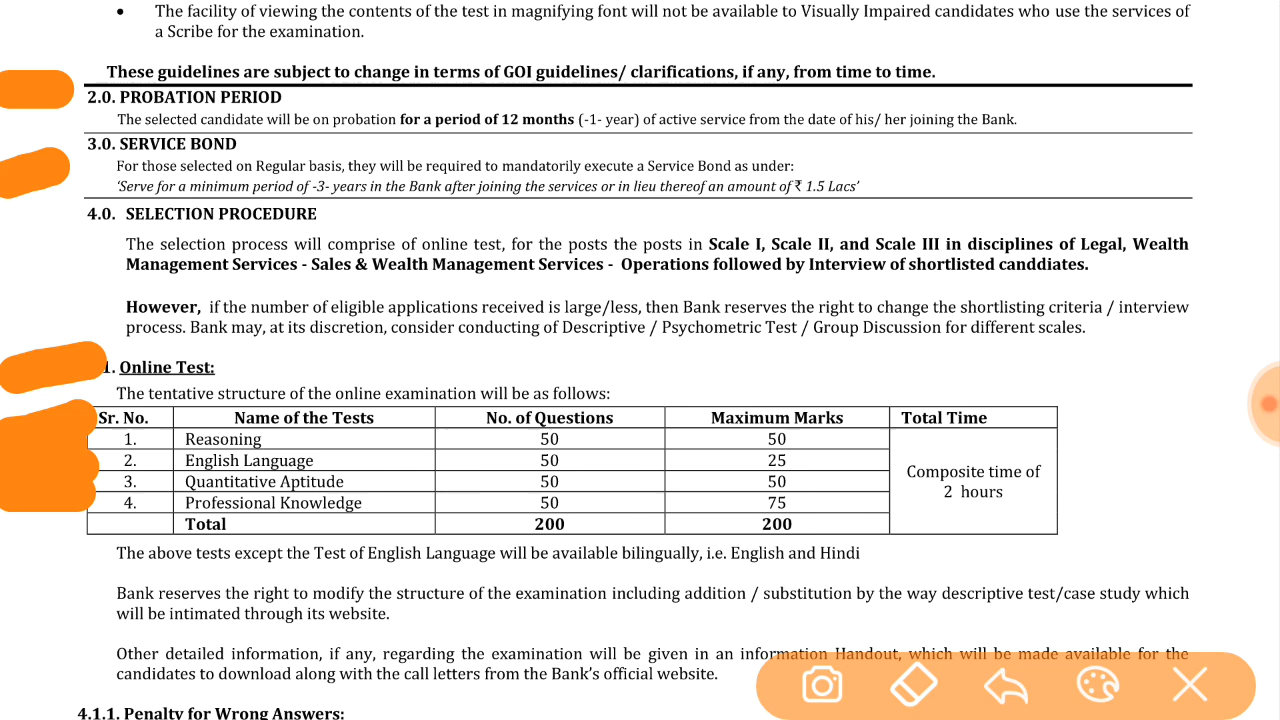 • The facility of viewing the contents of the test in magnifying font will not be available to Visually Impaired candidates who use the services of
a Scribe for the examination.
These guidelines are subject to change in terms of GOI guidelines/ clarifications, if any, from time to time.
2.0. PROBATION PERIOD
The selected candidate will be on probation for a period of 12 months (-1- year) of active service from the date of his/ her joining the Bank.
3.0. SERVICE BOND
For those selected on Regular basis, they will be required to mandatorily execute a Service Bond as under:
'Serve for a minimum period of -3- years in the Bank after joining the services or in lieu thereof an amount of ₹ 1.5 Lacs'
4.0. SELECTION PROCEDURE
The selection process will comprise of online test, for the posts the posts in Scale I, Scale II, and Scale III in disciplines of Legal, Wealth
Management Services - Sales & Wealth Management Services - Operations followed by Interview of shortlisted canddiates.
However, if the number of eligible applications received is large/less, then Bank reserves the right to change the shortlisting criteria / interview
process. Bank may, at its discretion, consider conducting of Descriptive / Psychometric Test / Group Discussion for different scales.
1. Online Test:
The tentative structure of the online examination will be as follows:
Sr. No. Name of the Tests No. of Questions Maximum Marks Total Time
1. Reasoning 50 50
2. English Language 50 25
3. Quantitative Aptitude 50 50
4. Professional Knowledge 50 75
Composite time of
2 hours
Total 200 200
The above tests except the Test of English Language will be available bilingually, i.e. English and Hindi
Bank reserves the right to modify the structure of the examination including addition / substitution by the way descriptive test/case study which
will be intimated through its website.
Other detailed information, if any, regarding the examination will be given in an information Handout, which will be made available for the
candidates to download along with the call letters from the Bank's official website.
4.1.1. Penalty for Wrong Answers: